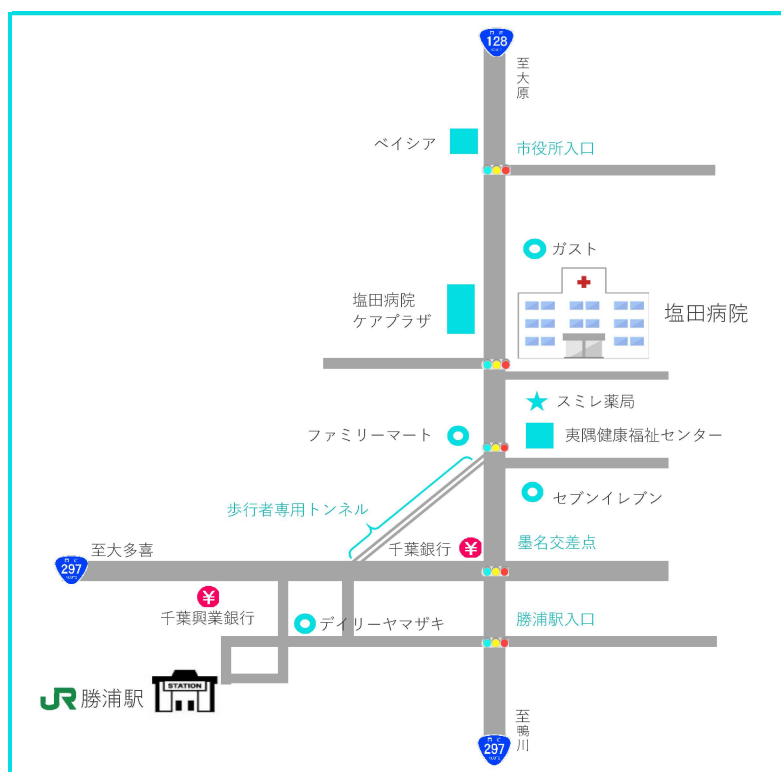 128
至大原
ベイシア
市役所入口
ガスト
塩田病院
ケアプラザ
塩田病院
スミレ薬局
ファミリーマート
夷隅健康福祉センター
歩行者専用トンネル
セブンイレブン
至大多喜
千葉銀行
墨名交差点
297
千葉興業銀行
デイリーヤマザキ
勝浦駅入口
STATION
JR勝浦駅
至鴨川
297